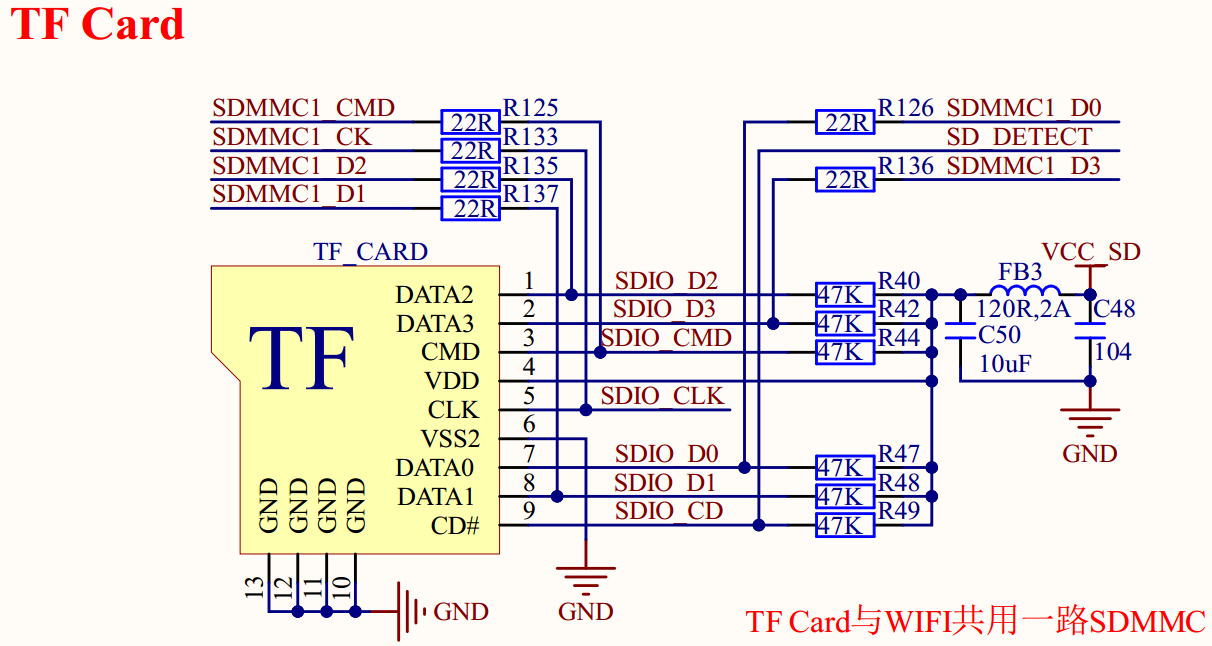 TF Card
SDMMC1_CMD 22R R125
SDMMC1_CK 22R R133
SDMMC1_D2 22R R135
SDMMC1_D1 22R R137
22R R126 SDMMC1_D0
SD_DETECT
22R R136 SDMMC1_D3
TF_CARD
TF
DATA2 1 SDIO_D2 47K R40
DATA3 2 SDIO_D3 47K R42
CMD 3 SDIO_CMD 47K R44
VDD 4
CLK 5 SDIO_CLK
VSS2 6
DATA0 7 SDIO_D0 47K R47
DATA1 8 SDIO_D1 47K R48
CD# 9 SDIO_CD 47K R49
GND GND GND GND
13 12 11 10
GND
GND
VCC_SD
FB3
120R,2A
C48
104
C50
10uF
GND
TF Card与WIFI共用一路SDMMC